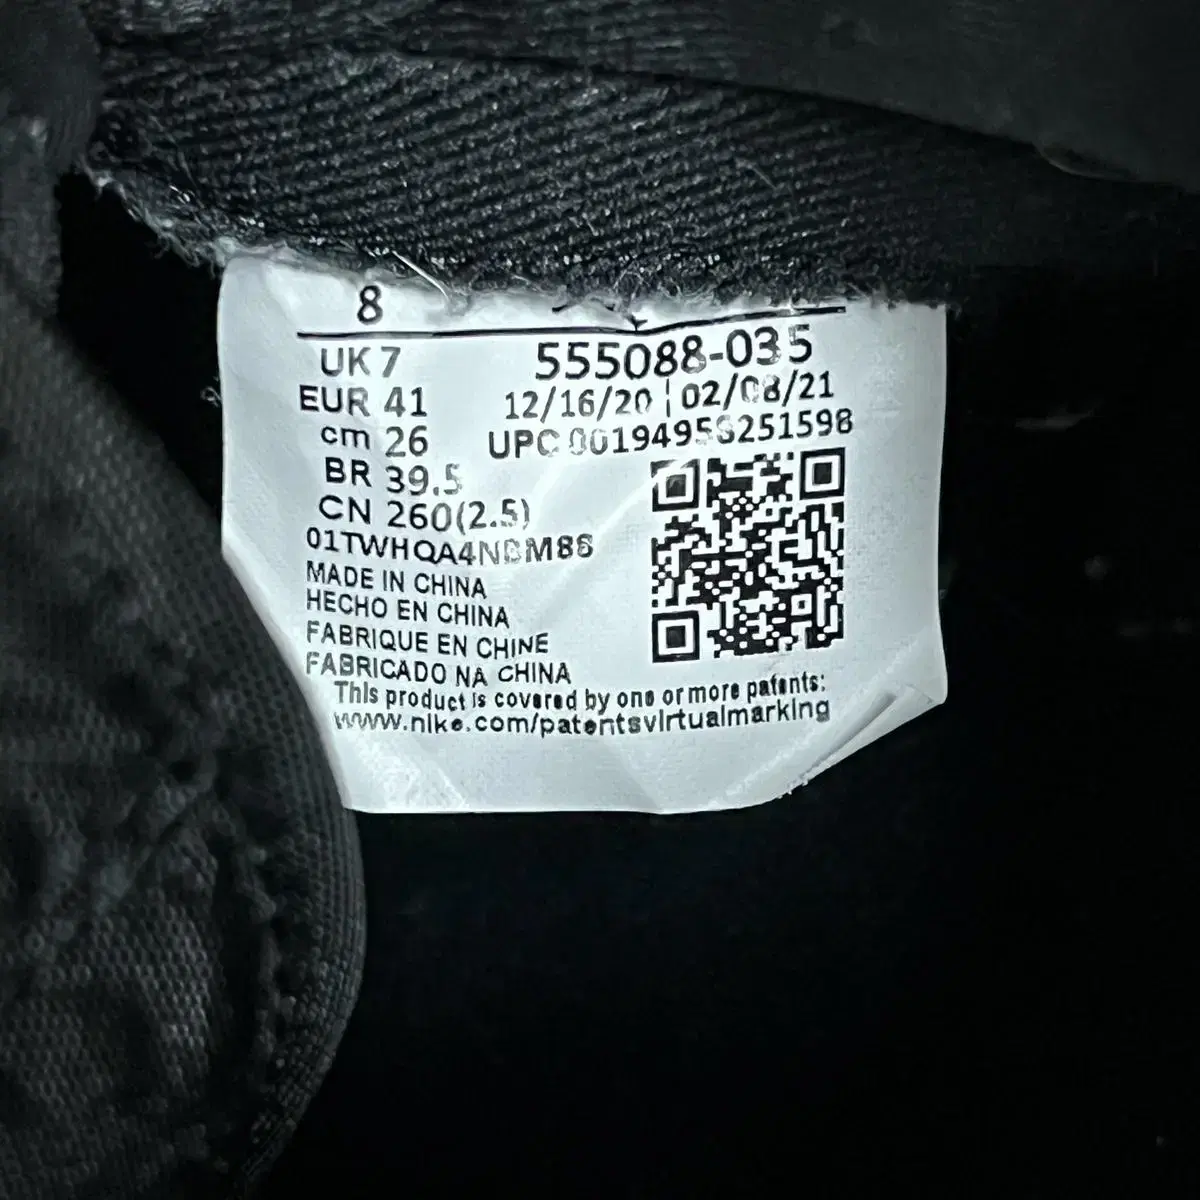 8
UK 7
EUR 41
cm 26
BR 39.5
CN 260(2.5)
555088-035
12/16/20 | 02/08/21
UPC
MADE IN CHINA
HECHO EN CHINA
FABRIQUE EN CHINE
FABRICADO NA CHINA
This product is covered by one or more patents:
www.nike.com/patentsvirtualmarking